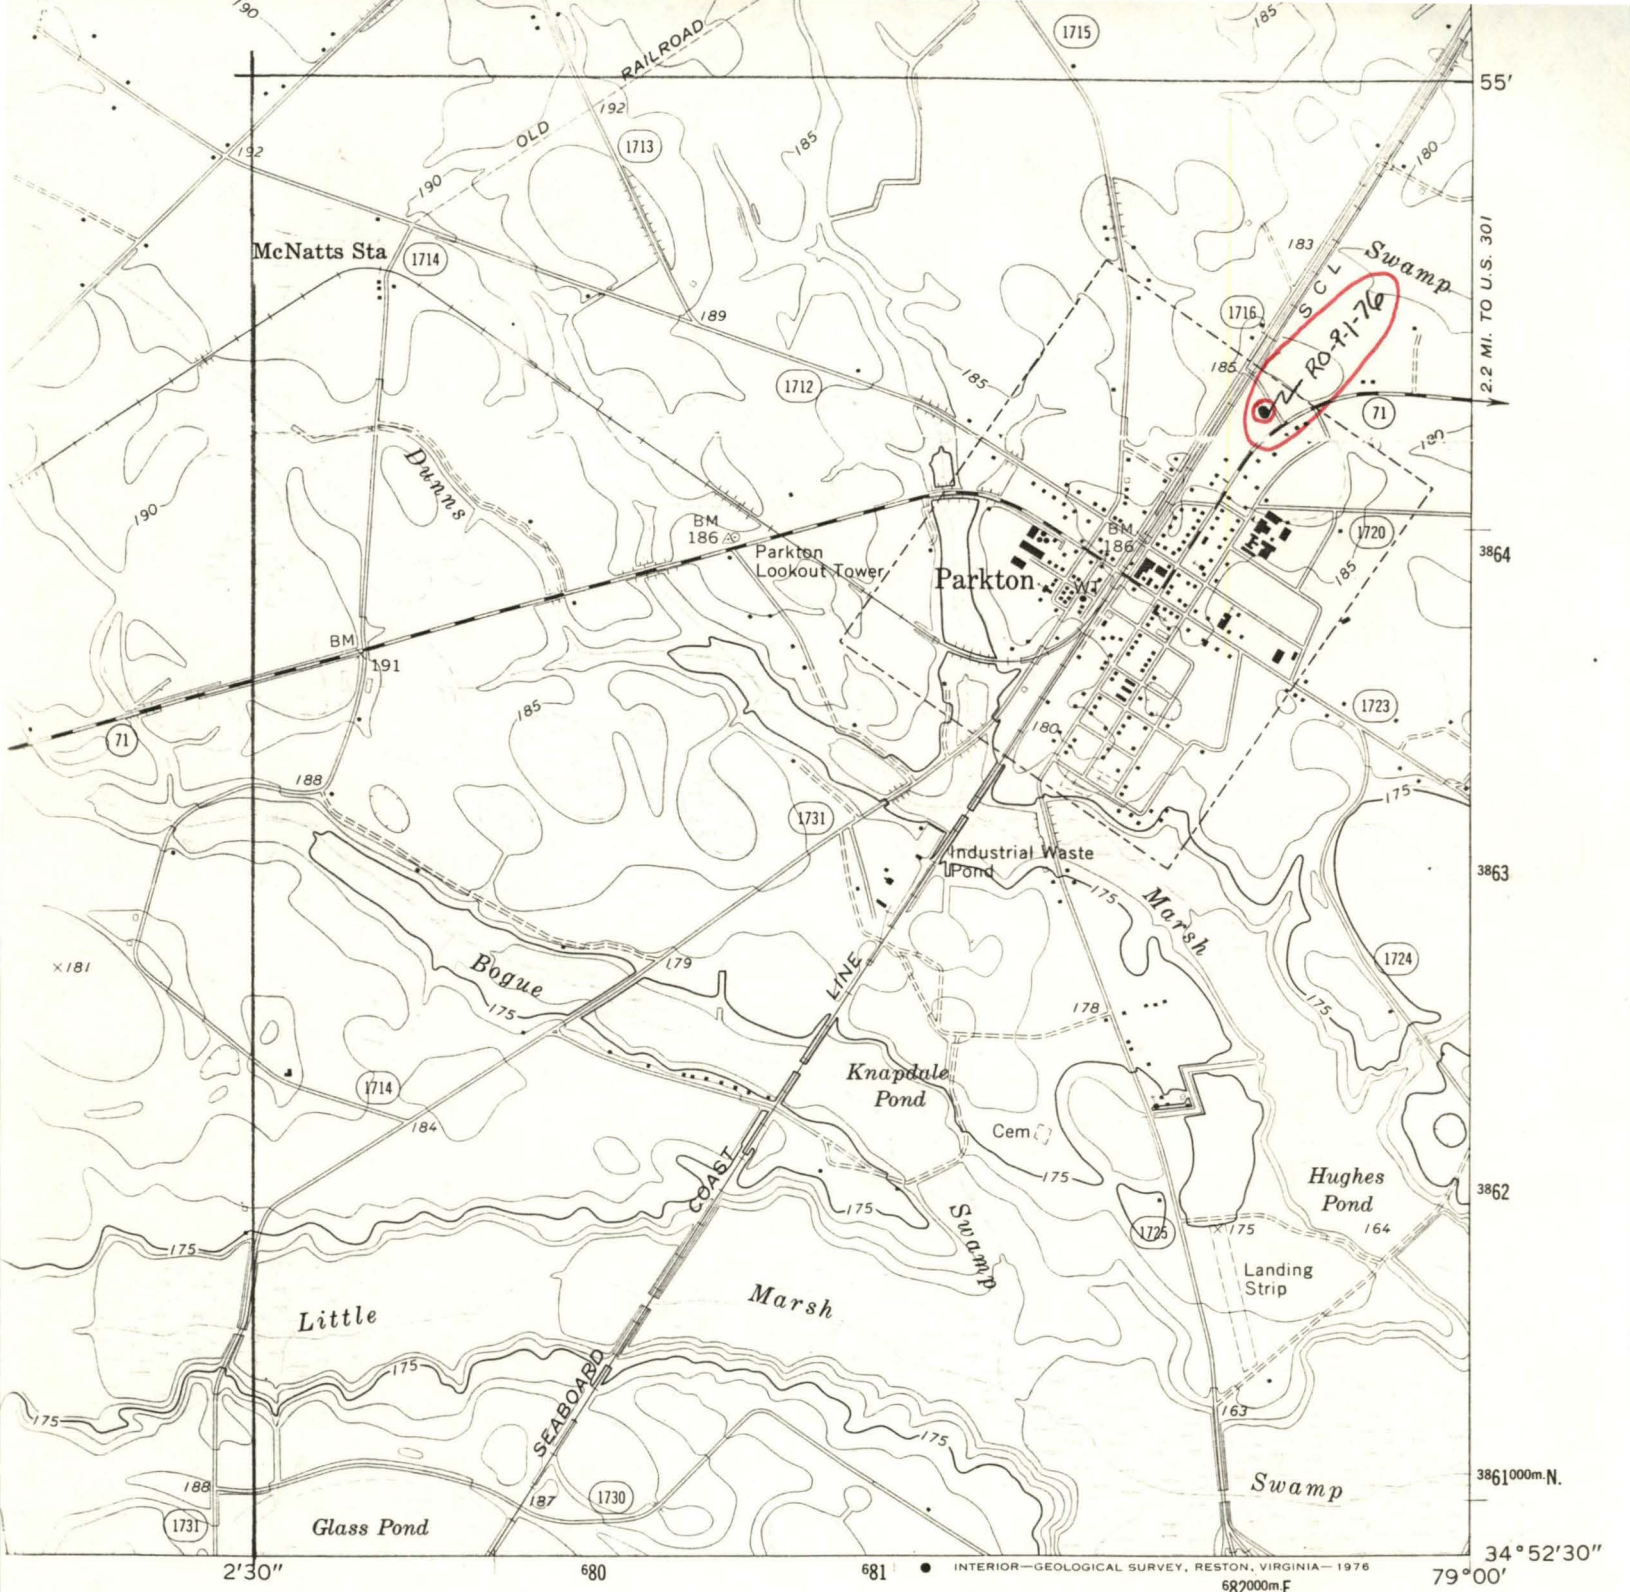 190
185
1715
RAILROAD
55'
192
OLD
1713
185
192
180
190
183
Swamp
McNatts Sta
1714
S C L
2.2 MI. TO U.S. 301
189
1716
RO-9-1-76
185
185
1712
71
180
Dunns
190
BM
186
BM
186
1720
3864
Parkton
Lookout Tower
Parkton
WT
185
BM
191
185
1723
71
180
188
175
1731
Industrial Waste
Pond
3863
175
Marsh
×181
Bogue
179
LINE
1724
175
175
178
1714
Knapdale
Pond
184
Cem
COAST
175
Hughes
Pond
3862
175
Swamp
1725
×175
164
175
Landing
Strip
Little
Marsh
SEABOARD
175
175
163
175
188
187
1730
Swamp
3861000m.N.
1731
Glass Pond
34°52'30"
2'30"
680
681
INTERIOR—GEOLOGICAL SURVEY, RESTON, VIRGINIA—1976
79°00'
682000m.E